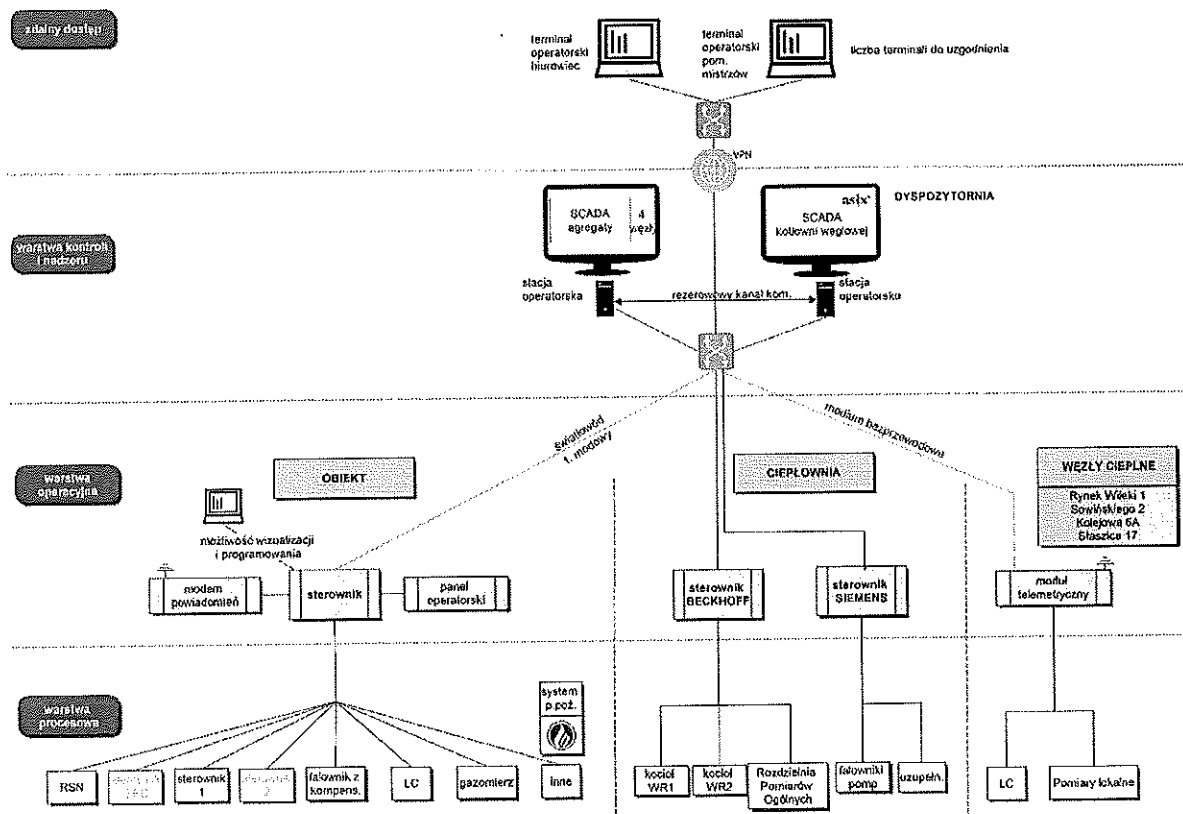 zdalny dostęp
terminal
operatorski
biurowiec
terminal
operatorski
pom.
mistrzów
liczba terminali do uzgodnienia
VPN
warstwa kontroli
i nadzoru
SCADA
agregaty
4
węzły
asix
SCADA
kotłowni węglowej
DYSPOZYTORNIA
stacja
operatorska
rezerwowy kanał kom.
stacja
operatorska
światłowód
1. modowy
medium bezprzewodowe
warstwa
operacyjna
OBIEKT
CIEPŁOWNIA
WĘZŁY CIEPLNE
Rynek Wileki 1
Sowińskiego 2
Kolejowa 6A
Staszica 17
możliwość wizualizacji
i programowania
modem
powiadomień
sterownik
panel
operatorski
sterownik
BECKHOFF
sterownik
SIEMENS
moduł
telemetryczny
warstwa
procesowa
system
p.poż.
RSN
sterownik
1
2
falownik z
kompens.
LC
gazomierz
inne
kocioł
WR1
kocioł
WR2
Rozdzielnia
Pomiarów
Ogólnych
falowniki
pomp
uzupełn.
LC
Pomiary lokalne